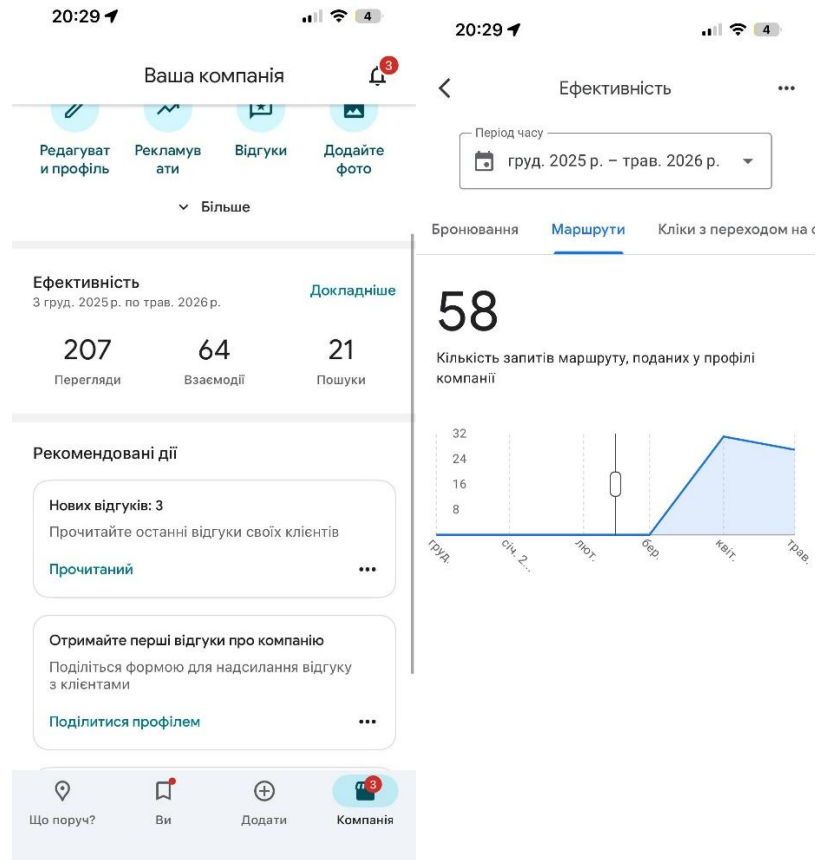 20:29
4
Ваша компанія
3
Редагуват
и профіль
Рекламув
ати
Відгуки
Додайте
фото
Більше
Ефективність
З груд. 2025 р. по трав. 2026 р.
Докладніше
207
64
21
Перегляди
Взаємодії
Пошуки
Рекомендовані дії
Нових відгуків: 3
Прочитайте останні відгуки своїх клієнтів
Прочитаний
Отримайте перші відгуки про компанію
Поділіться формою для надсилання відгуку
з клієнтами
Поділитися профілем
3
Що поруч?
Ви
Додати
Компанія
20:29
4
Ефективність
Період часу
груд. 2025 р. – трав. 2026 р.
Бронювання
Маршрути
Кліки з переходом на с
58
Кількість запитів маршруту, поданих у профілі
компанії
32
24
16
8
груд.
січ. 2...
лют.
бер.
квіт.
трав.